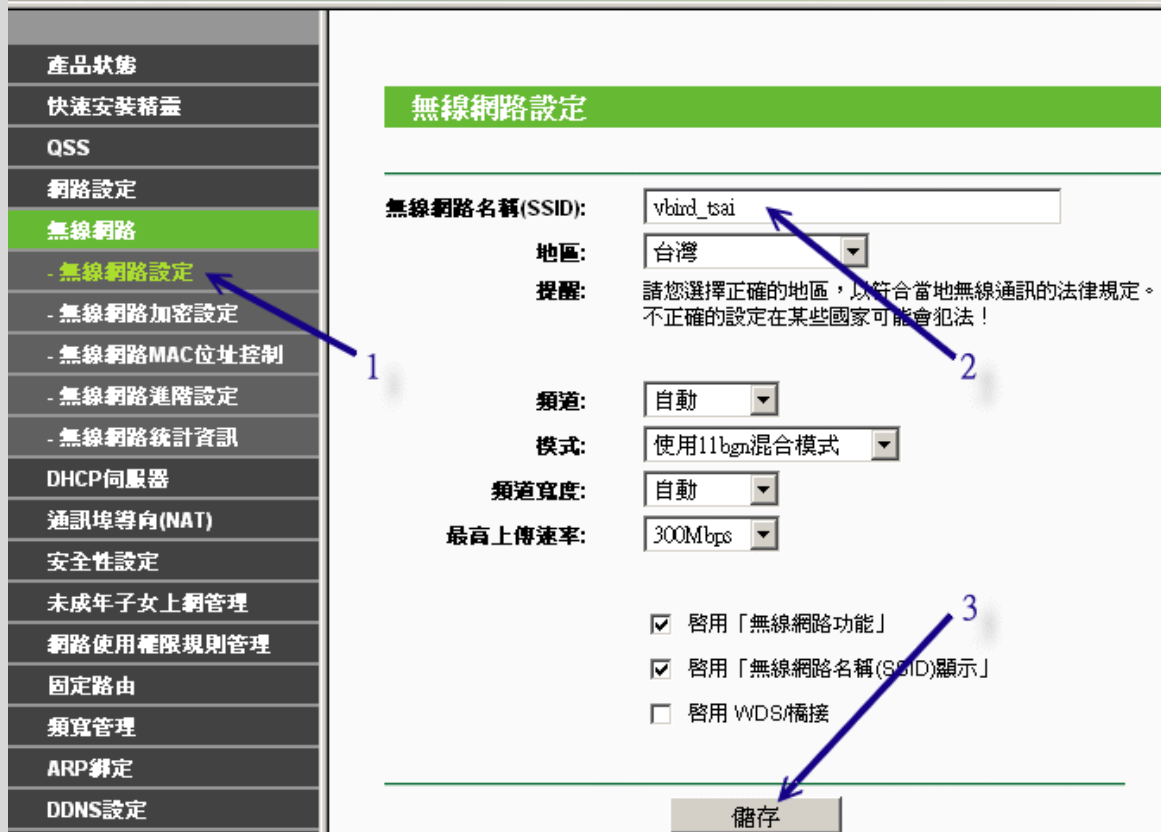 產品狀態
快速安裝精靈
QSS
網路設定
無線網路
- 無線網路設定
- 無線網路加密設定
- 無線網路MAC位址控制
- 無線網路進階設定
- 無線網路統計資訊
DHCP伺服器
通訊埠導向(NAT)
安全性設定
未成年子女上網管理
網路使用權限規則管理
固定路由
頻寬管理
ARP綁定
DDNS設定
無線網路設定
無線網路名稱(SSID): vbird_tsai
地區: 台灣
提醒: 請您選擇正確的地區，以符合當地無線通訊的法律規定。
不正確的設定在某些國家可能會犯法！
1
2
頻道: 自動
模式: 使用11bgn混合模式
頻道寬度: 自動
最高上傳速率: 300Mbps
3
啓用「無線網路功能」
啓用「無線網路名稱(SSID)顯示」
啓用 WDS/橋接
儲存